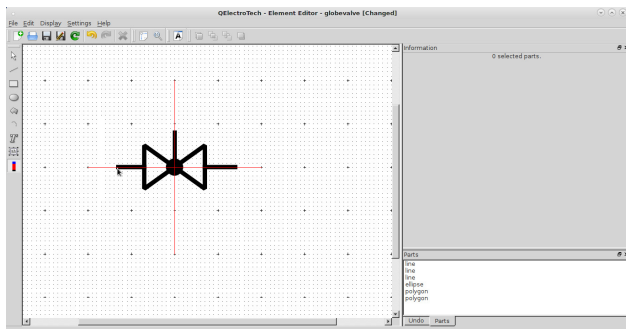 QElectroTech - Element Editor - globevalve [Changed]
File Edit Display Settings Help
A
Information
0 selected parts.
Parts
line
line
line
ellipse
polygon
polygon
Undo Parts